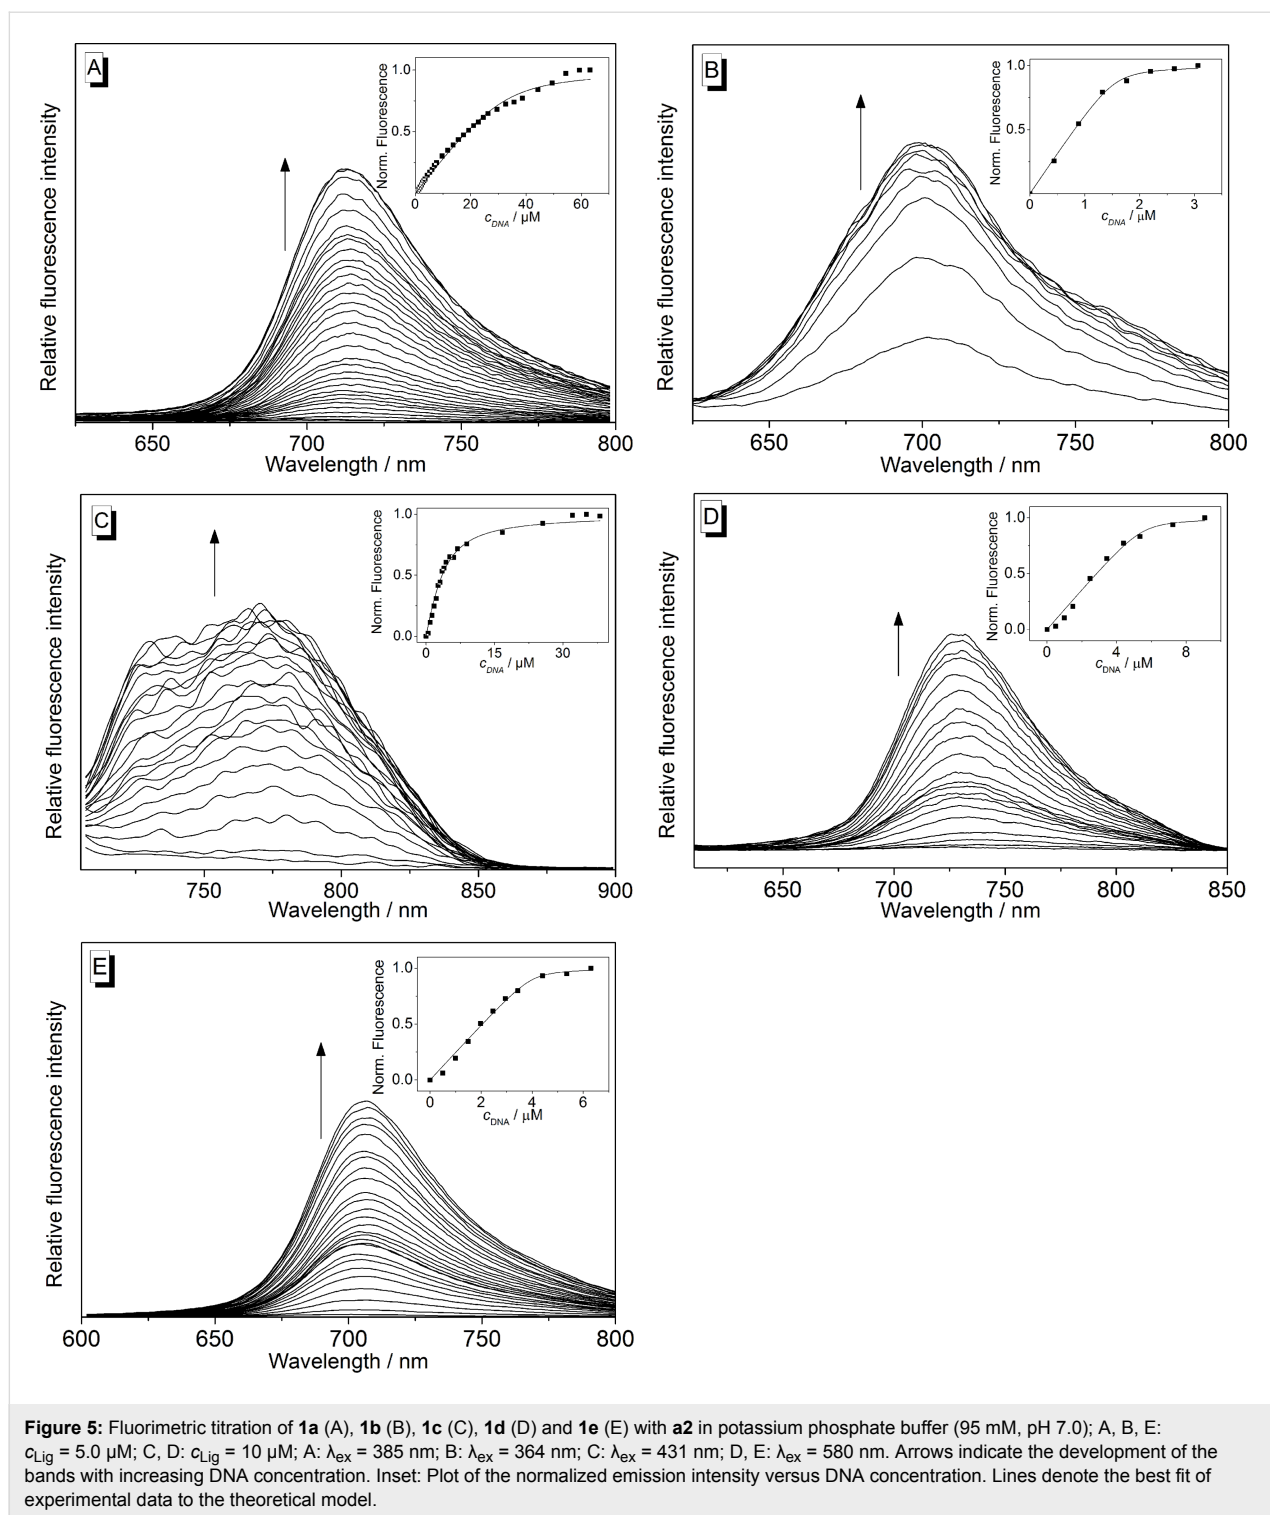 A
Relative fluorescence intensity
Norm. Fluorescence
1.0
0.5
0 20 40 60
c_DNA / µM
650 700 750 800
Wavelength / nm
B
Relative fluorescence intensity
Norm. Fluorescence
1.0
0.5
0 1 2 3
c_DNA / µM
650 700 750 800
Wavelength / nm
C
Relative fluorescence intensity
Norm. Fluorescence
1.0
0.5
0.0
0 15 30
c_DNA / µM
750 800 850 900
Wavelength / nm
D
Relative fluorescence intensity
Norm. Fluorescence
1.0
0.5
0.0
0 4 8
c_DNA / µM
650 700 750 800 850
Wavelength / nm
E
Relative fluorescence intensity
Norm. Fluorescence
1.0
0.5
0.0
0 2 4 6
c_DNA / µM
600 650 700 750 800
Wavelength / nm
Figure 5: Fluorimetric titration of 1a (A), 1b (B), 1c (C), 1d (D) and 1e (E) with a2 in potassium phosphate buffer (95 mM, pH 7.0); A, B, E:
c_Lig = 5.0 µM; C, D: c_Lig = 10 µM; A: λ_ex = 385 nm; B: λ_ex = 364 nm; C: λ_ex = 431 nm; D, E: λ_ex = 580 nm. Arrows indicate the development of the
bands with increasing DNA concentration. Inset: Plot of the normalized emission intensity versus DNA concentration. Lines denote the best fit of
experimental data to the theoretical model.